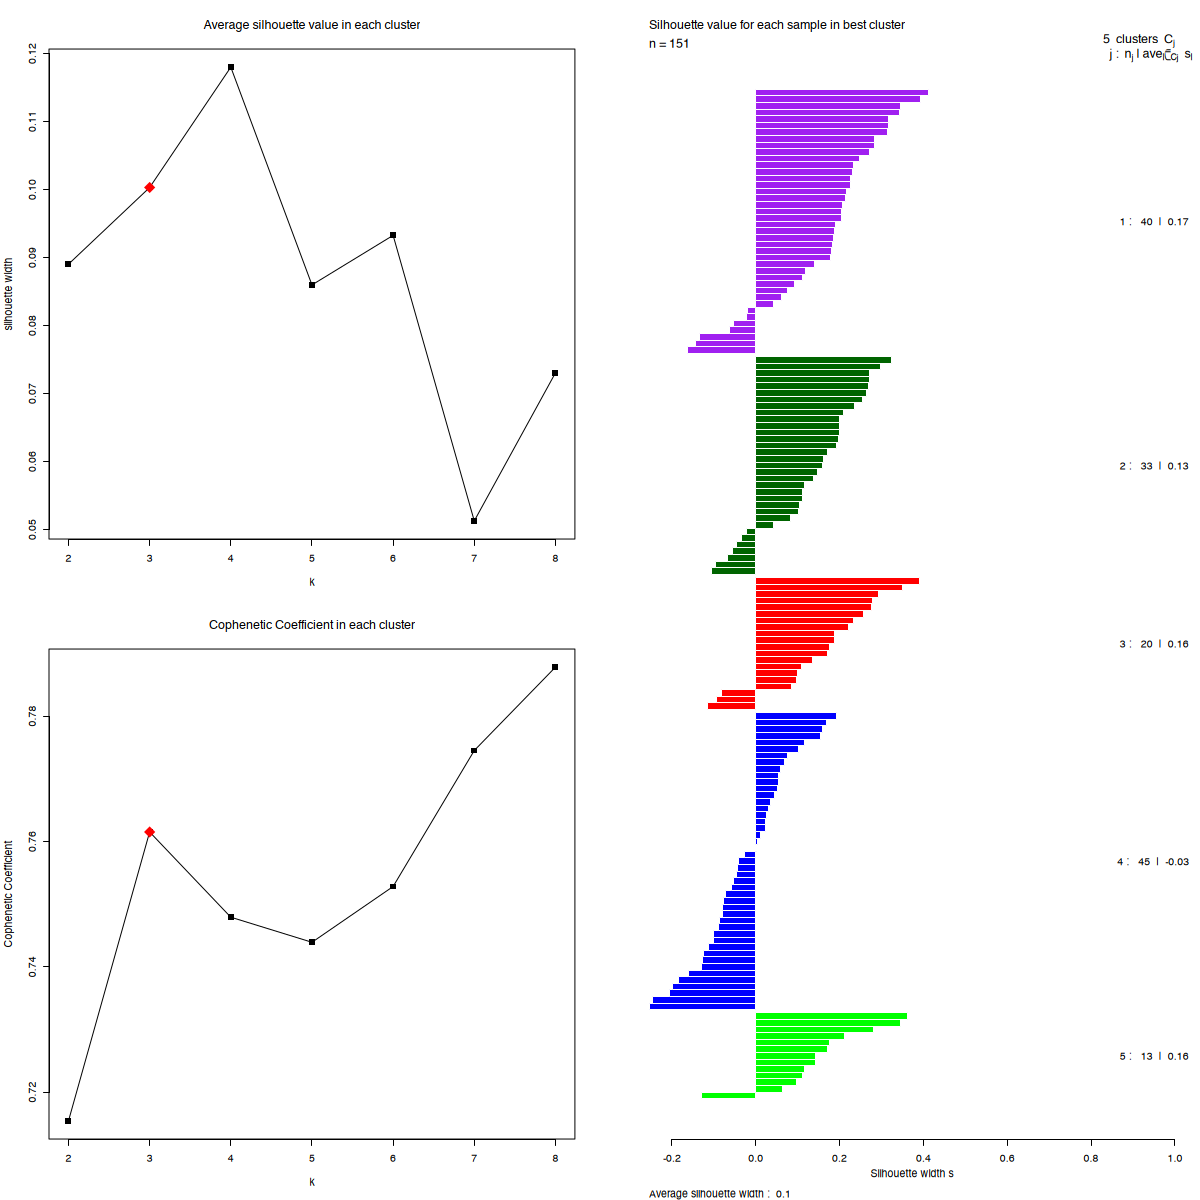 Average silhouette value in each cluster
0.12
0.11
0.10
0.09
0.08
0.07
0.06
0.05
silhouette width
2 3 4 5 6 7 8
k
Cophenetic Coefficient in each cluster
0.78
0.76
0.74
0.72
Cophenetic Coefficient
2 3 4 5 6 7 8
k
Silhouette value for each sample in best cluster
n = 151
5 clusters Cj
j : nj | avei∈Cj si
1 : 40 | 0.17
2 : 33 | 0.13
3 : 20 | 0.16
4 : 45 | -0.03
5 : 13 | 0.16
-0.2 0.0 0.2 0.4 0.6 0.8 1.0
Silhouette width s
Average silhouette width : 0.1